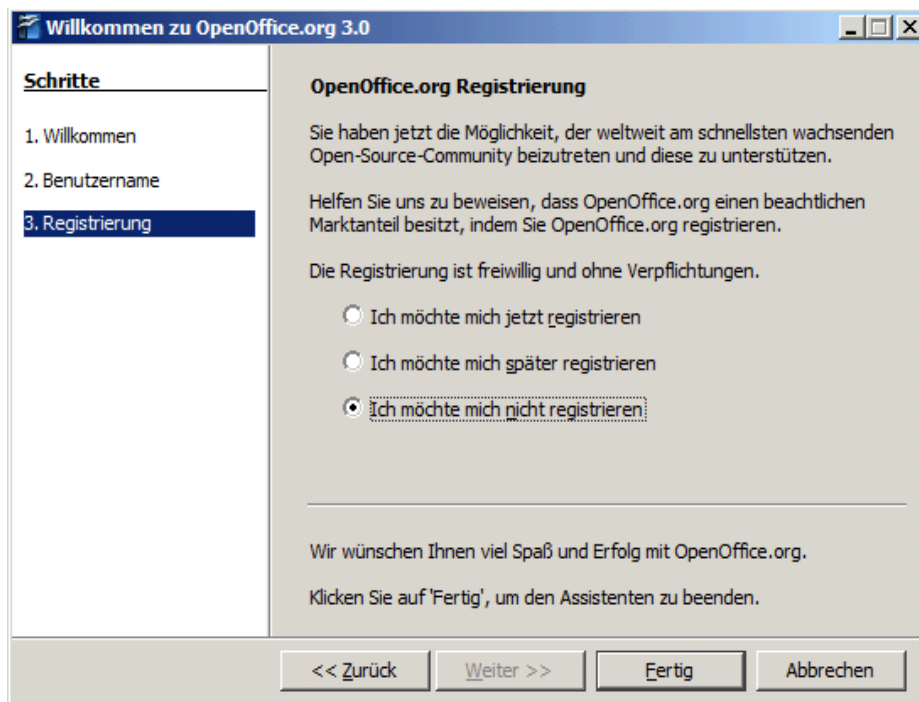 Willkommen zu OpenOffice.org 3.0
Schritte
1. Willkommen
2. Benutzername
3. Registrierung
OpenOffice.org Registrierung
Sie haben jetzt die Möglichkeit, der weltweit am schnellsten wachsenden
Open-Source-Community beizutreten und diese zu unterstützen.
Helfen Sie uns zu beweisen, dass OpenOffice.org einen beachtlichen
Marktanteil besitzt, indem Sie OpenOffice.org registrieren.
Die Registrierung ist freiwillig und ohne Verpflichtungen.
Ich möchte mich jetzt registrieren
Ich möchte mich später registrieren
Ich möchte mich nicht registrieren
Wir wünschen Ihnen viel Spaß und Erfolg mit OpenOffice.org.
Klicken Sie auf 'Fertig', um den Assistenten zu beenden.
<< Zurück
Weiter >>
Fertig
Abbrechen